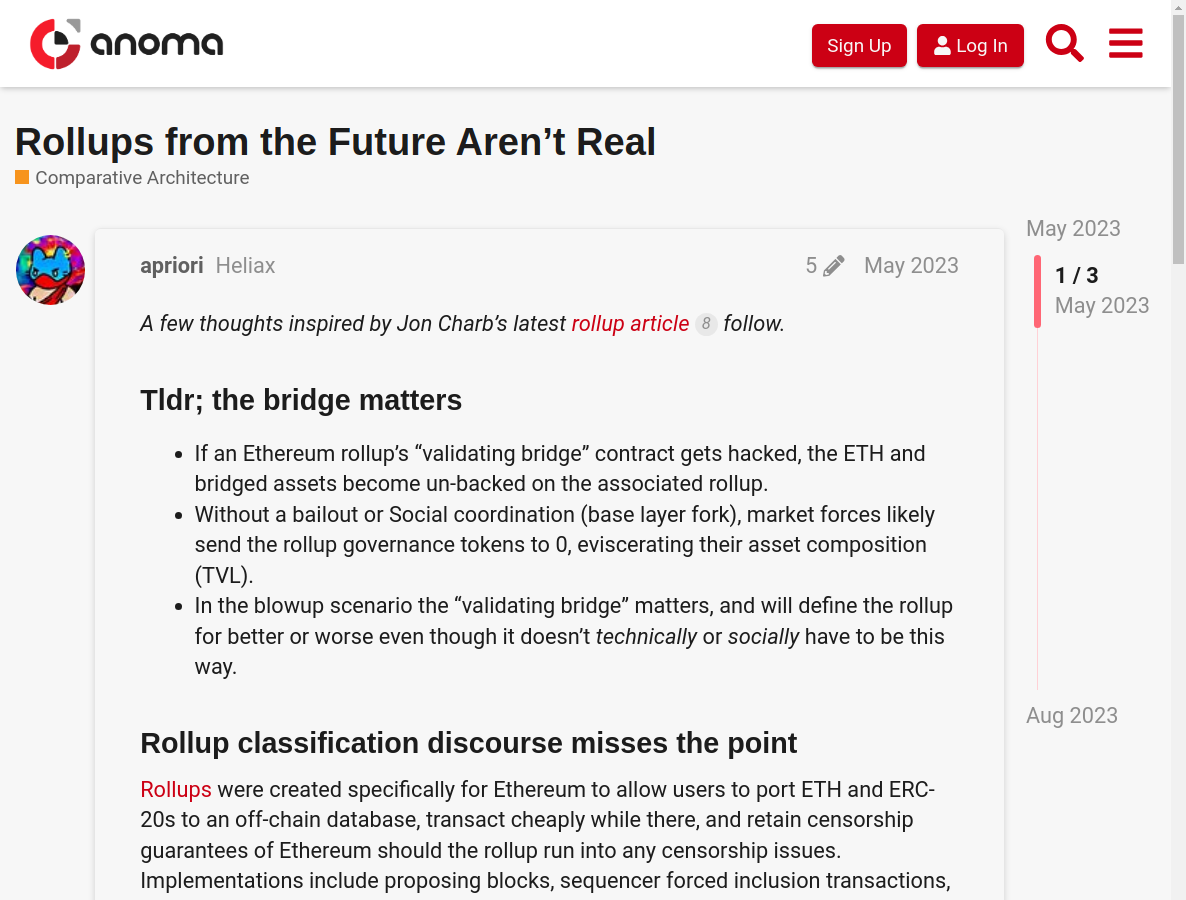 anoma
Sign Up
Log In
Rollups from the Future Aren’t Real
Comparative Architecture
apriori Heliax 5 May 2023
A few thoughts inspired by Jon Charb’s latest rollup article 8 follow.
Tldr; the bridge matters
• If an Ethereum rollup’s “validating bridge” contract gets hacked, the ETH and
bridged assets become un-backed on the associated rollup.
• Without a bailout or Social coordination (base layer fork), market forces likely
send the rollup governance tokens to 0, eviscerating their asset composition
(TVL).
• In the blowup scenario the “validating bridge” matters, and will define the rollup
for better or worse even though it doesn’t technically or socially have to be this
way.
Rollup classification discourse misses the point
Rollups were created specifically for Ethereum to allow users to port ETH and ERC-
20s to an off-chain database, transact cheaply while there, and retain censorship
guarantees of Ethereum should the rollup run into any censorship issues.
Implementations include proposing blocks, sequencer forced inclusion transactions,
May 2023
1 / 3
May 2023
Aug 2023